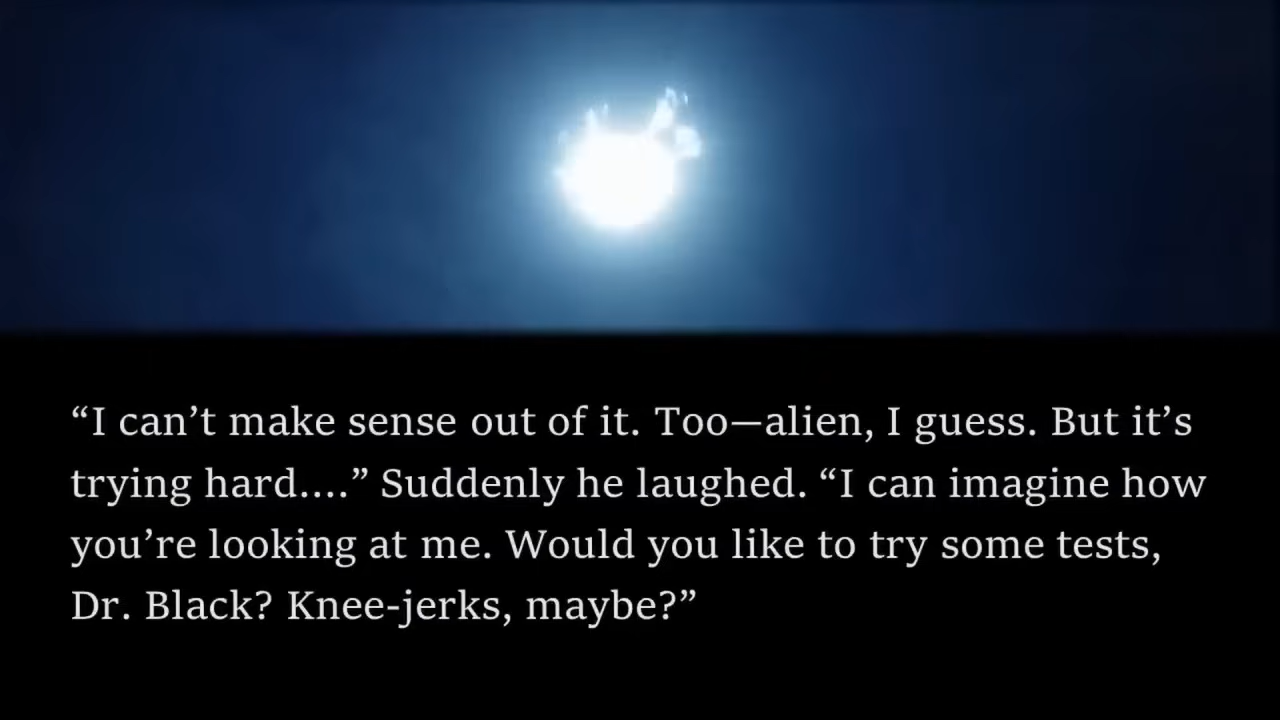 “I can’t make sense out of it. Too—alien, I guess. But it’s
trying hard....” Suddenly he laughed. “I can imagine how
you’re looking at me. Would you like to try some tests,
Dr. Black? Knee-jerks, maybe?”